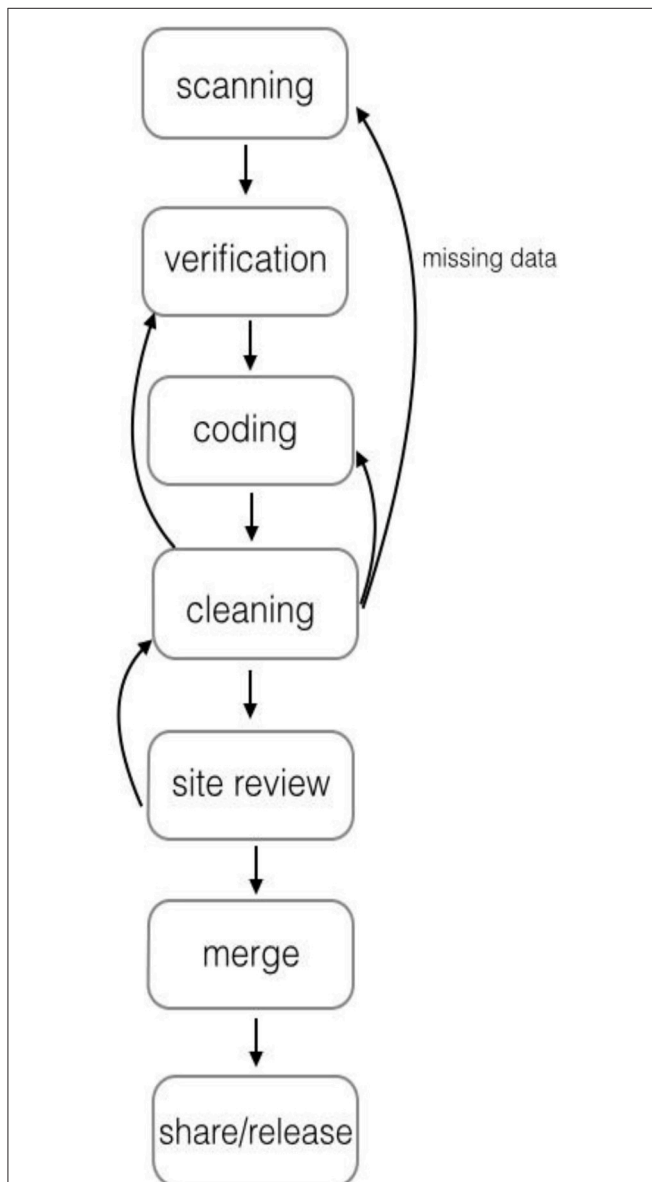 scanning
verification
missing data
coding
cleaning
site review
merge
share/release